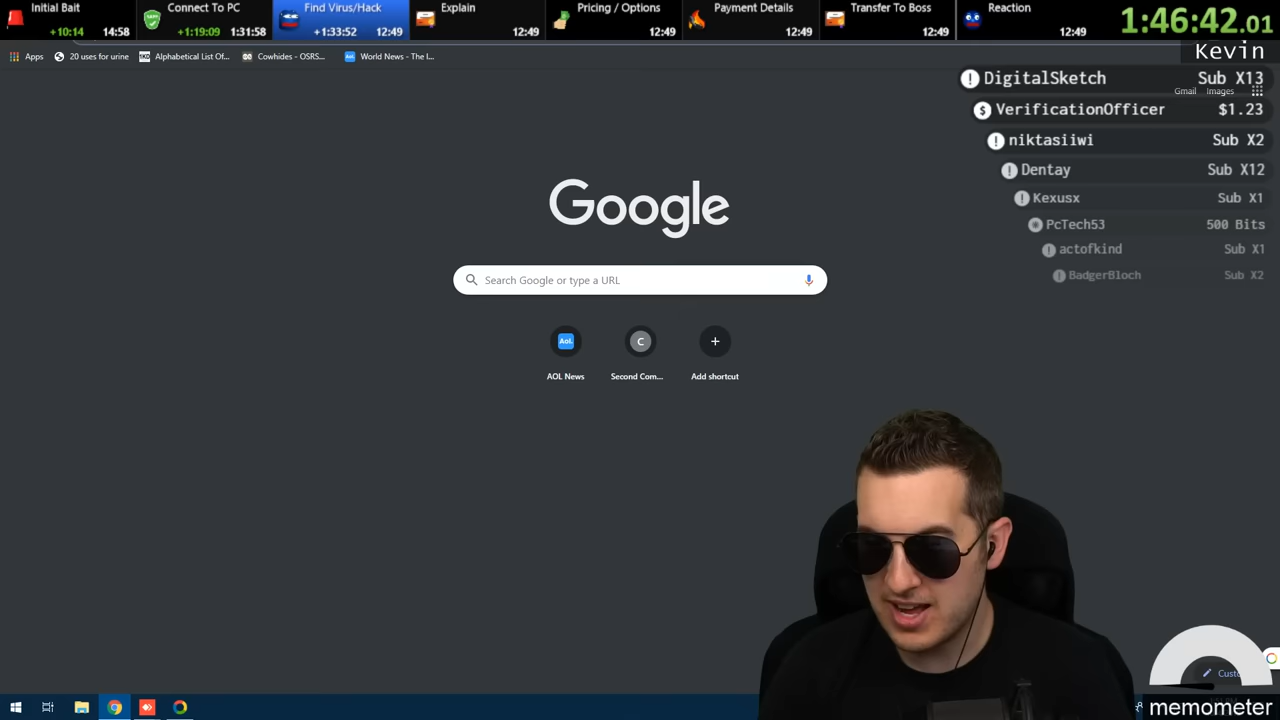 Initial Bait
+10:14 14:58
Connect To PC
+1:19:09 1:31:58
Find Virus/Hack
+1:33:52 12:49
Explain
12:49
Pricing / Options
12:49
Payment Details
12:49
Transfer To Boss
12:49
Reaction
12:49
1:46:42.01
Kevin
Apps
20 uses for urine
Alphabetical List Of...
Cowhides - OSRS...
World News - The l...
DigitalSketch Sub X13
Gmail Images
VerificationOfficer $1.23
niktasiiwi Sub X2
Dentay Sub X12
Kexusx Sub X1
PcTech53 500 Bits
actofkind Sub X1
BadgerBloch Sub X2
Google
Search Google or type a URL
Aol.
C
AOL News
Second Com...
Add shortcut
memometer